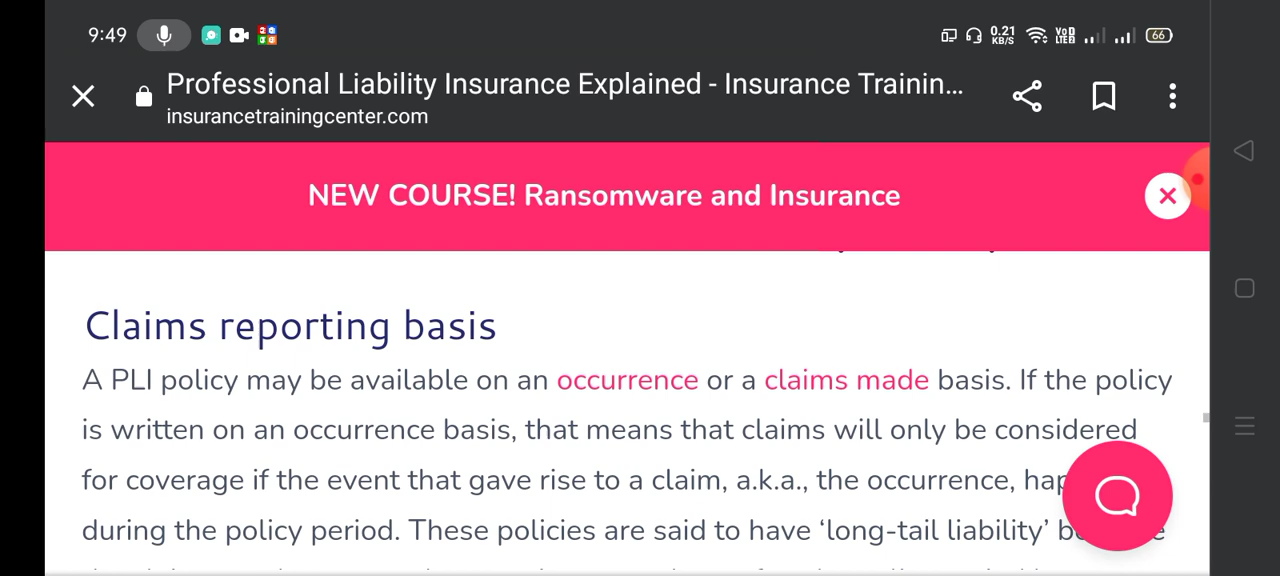 9:49
0.21 KB/S
VoD LTE2
66
Professional Liability Insurance Explained - Insurance Trainin...
insurancetrainingcenter.com
NEW COURSE! Ransomware and Insurance
Claims reporting basis
A PLI policy may be available on an occurrence or a claims made basis. If the policy
is written on an occurrence basis, that means that claims will only be considered
for coverage if the event that gave rise to a claim, a.k.a., the occurrence,
during the policy period. These policies are said to have ‘long-tail liability’